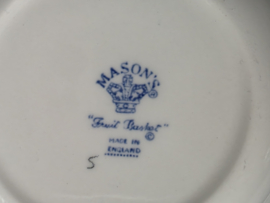 MASON'S
"Fruit Basket"
©
MADE IN
ENGLAND
5